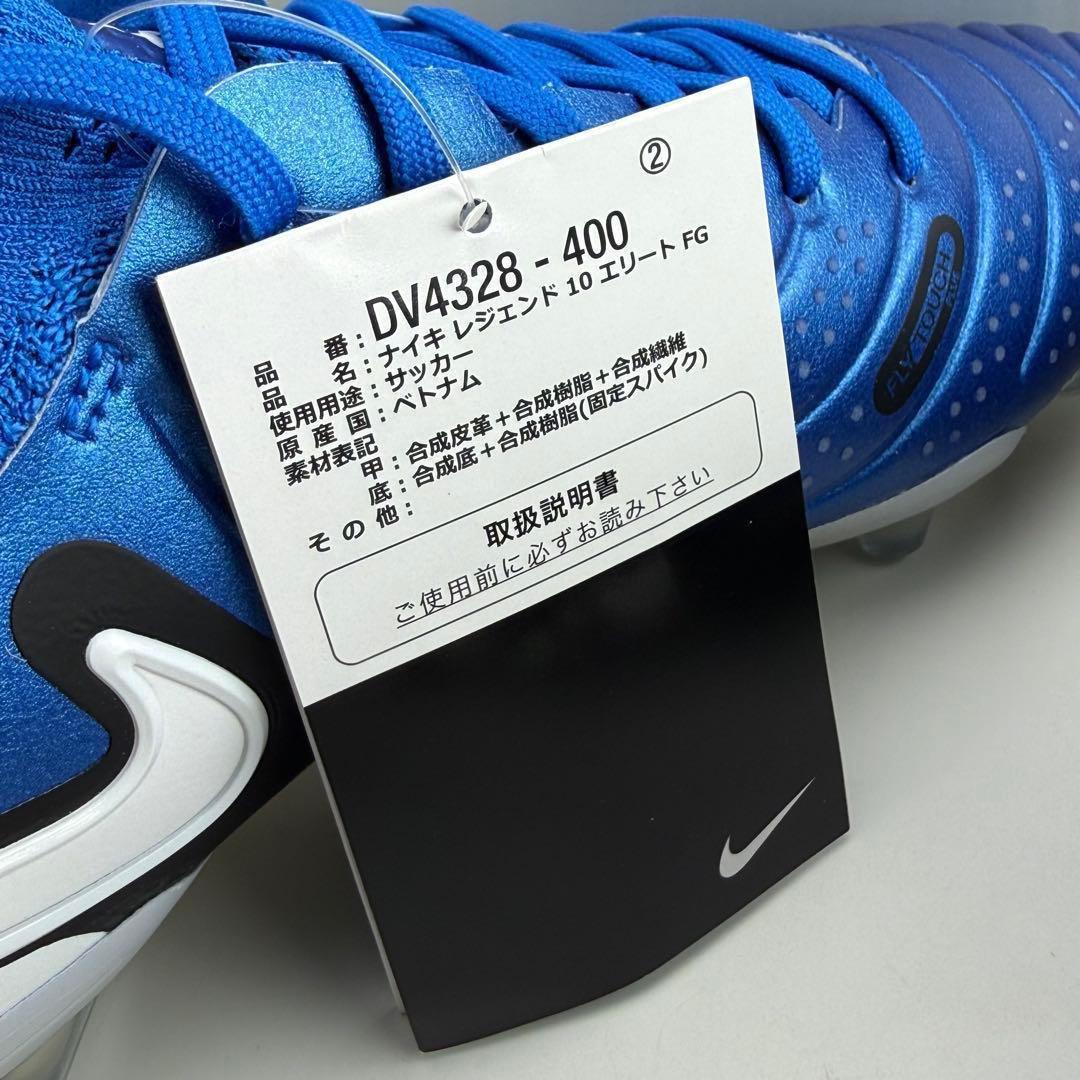 ②
品番：DV4328 - 400
品名：ナイキ レジェンド 10 エリート FG
使用用途：サッカー
原産国：ベトナム
素材表記
甲：合成皮革＋合成樹脂＋合成繊維
底：合成底＋合成樹脂(固定スパイク)
その他：
取扱説明書
ご使用前に必ずお読み下さい
FLY TOUCH
PLUS